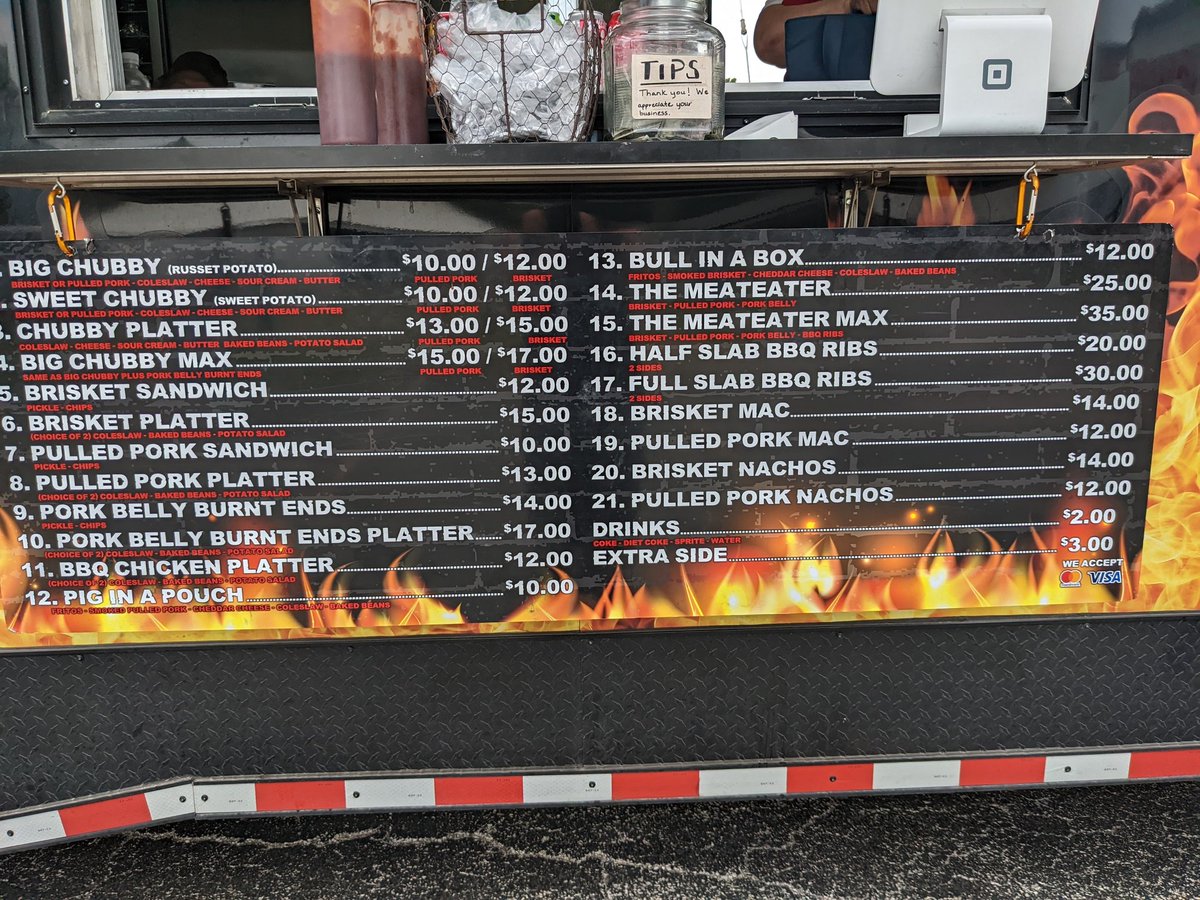 TIPS
Thank you! We
appreciate your
business.
. BIG CHUBBY (RUSSET POTATO) $10.00 / $12.00
BRISKET OR PULLED PORK - COLESLAW - CHEESE - SOUR CREAM - BUTTER PULLED PORK BRISKET
. SWEET CHUBBY (SWEET POTATO) $10.00 / $12.00
BRISKET OR PULLED PORK - COLESLAW - CHEESE - SOUR CREAM - BUTTER PULLED PORK BRISKET
3. CHUBBY PLATTER $13.00 / $15.00
COLESLAW - CHEESE - SOUR CREAM - BUTTER BAKED BEANS - POTATO SALAD PULLED PORK BRISKET
4. BIG CHUBBY MAX $15.00 / $17.00
SAME AS BIG CHUBBY PLUS PORK BELLY BURNT ENDS PULLED PORK BRISKET
5. BRISKET SANDWICH $12.00
PICKLE - CHIPS
6. BRISKET PLATTER $15.00
(CHOICE OF 2) COLESLAW - BAKED BEANS - POTATO SALAD
7. PULLED PORK SANDWICH $10.00
PICKLE - CHIPS
8. PULLED PORK PLATTER $13.00
(CHOICE OF 2) COLESLAW - BAKED BEANS - POTATO SALAD
9. PORK BELLY BURNT ENDS $14.00
PICKLE - CHIPS
10. PORK BELLY BURNT ENDS PLATTER $17.00
(CHOICE OF 2) COLESLAW - BAKED BEANS - POTATO SALAD
11. BBQ CHICKEN PLATTER $12.00
(CHOICE OF 2) COLESLAW - BAKED BEANS - POTATO SALAD
12. PIG IN A POUCH $10.00
FRITOS - SMOKED PULLED PORK - CHEDDAR CHEESE - COLESLAW - BAKED BEANS
13. BULL IN A BOX $12.00
FRITOS - SMOKED BRISKET - CHEDDAR CHEESE - COLESLAW - BAKED BEANS
14. THE MEATEATER $25.00
BRISKET - PULLED PORK - PORK BELLY
15. THE MEATEATER MAX $35.00
BRISKET - PULLED PORK - PORK BELLY - BBQ RIBS
16. HALF SLAB BBQ RIBS $20.00
2 SIDES
17. FULL SLAB BBQ RIBS $30.00
2 SIDES
18. BRISKET MAC $14.00
19. PULLED PORK MAC $12.00
20. BRISKET NACHOS $14.00
21. PULLED PORK NACHOS $12.00
DRINKS $2.00
COKE - DIET COKE - SPRITE - WATER
EXTRA SIDE $3.00
WE ACCEPT
VISA